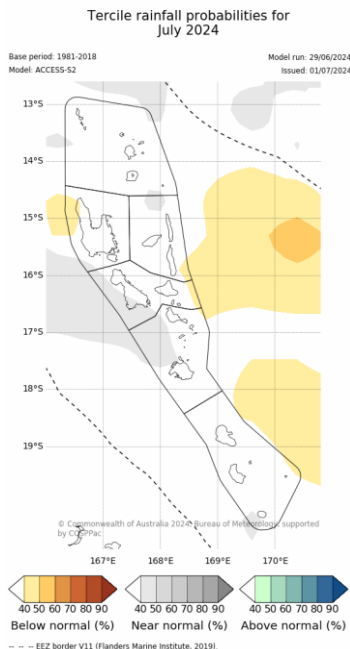 Tercile rainfall probabilities for
July 2024
Base period: 1981-2018
Model run: 29/06/2024
Model: ACCESS-S2
Issued: 01/07/2024
13°S
14°S
15°S
16°S
17°S
18°S
19°S
© Commonwealth of Australia 2024, Bureau of Meteorology, supported
by COSPPac
167°E 168°E 169°E 170°E
40 50 60 70 80 90 40 50 60 70 80 90 40 50 60 70 80 90
Below normal (%) Near normal (%) Above normal (%)
-- -- -- EEZ border V11 (Flanders Marine Institute, 2019).